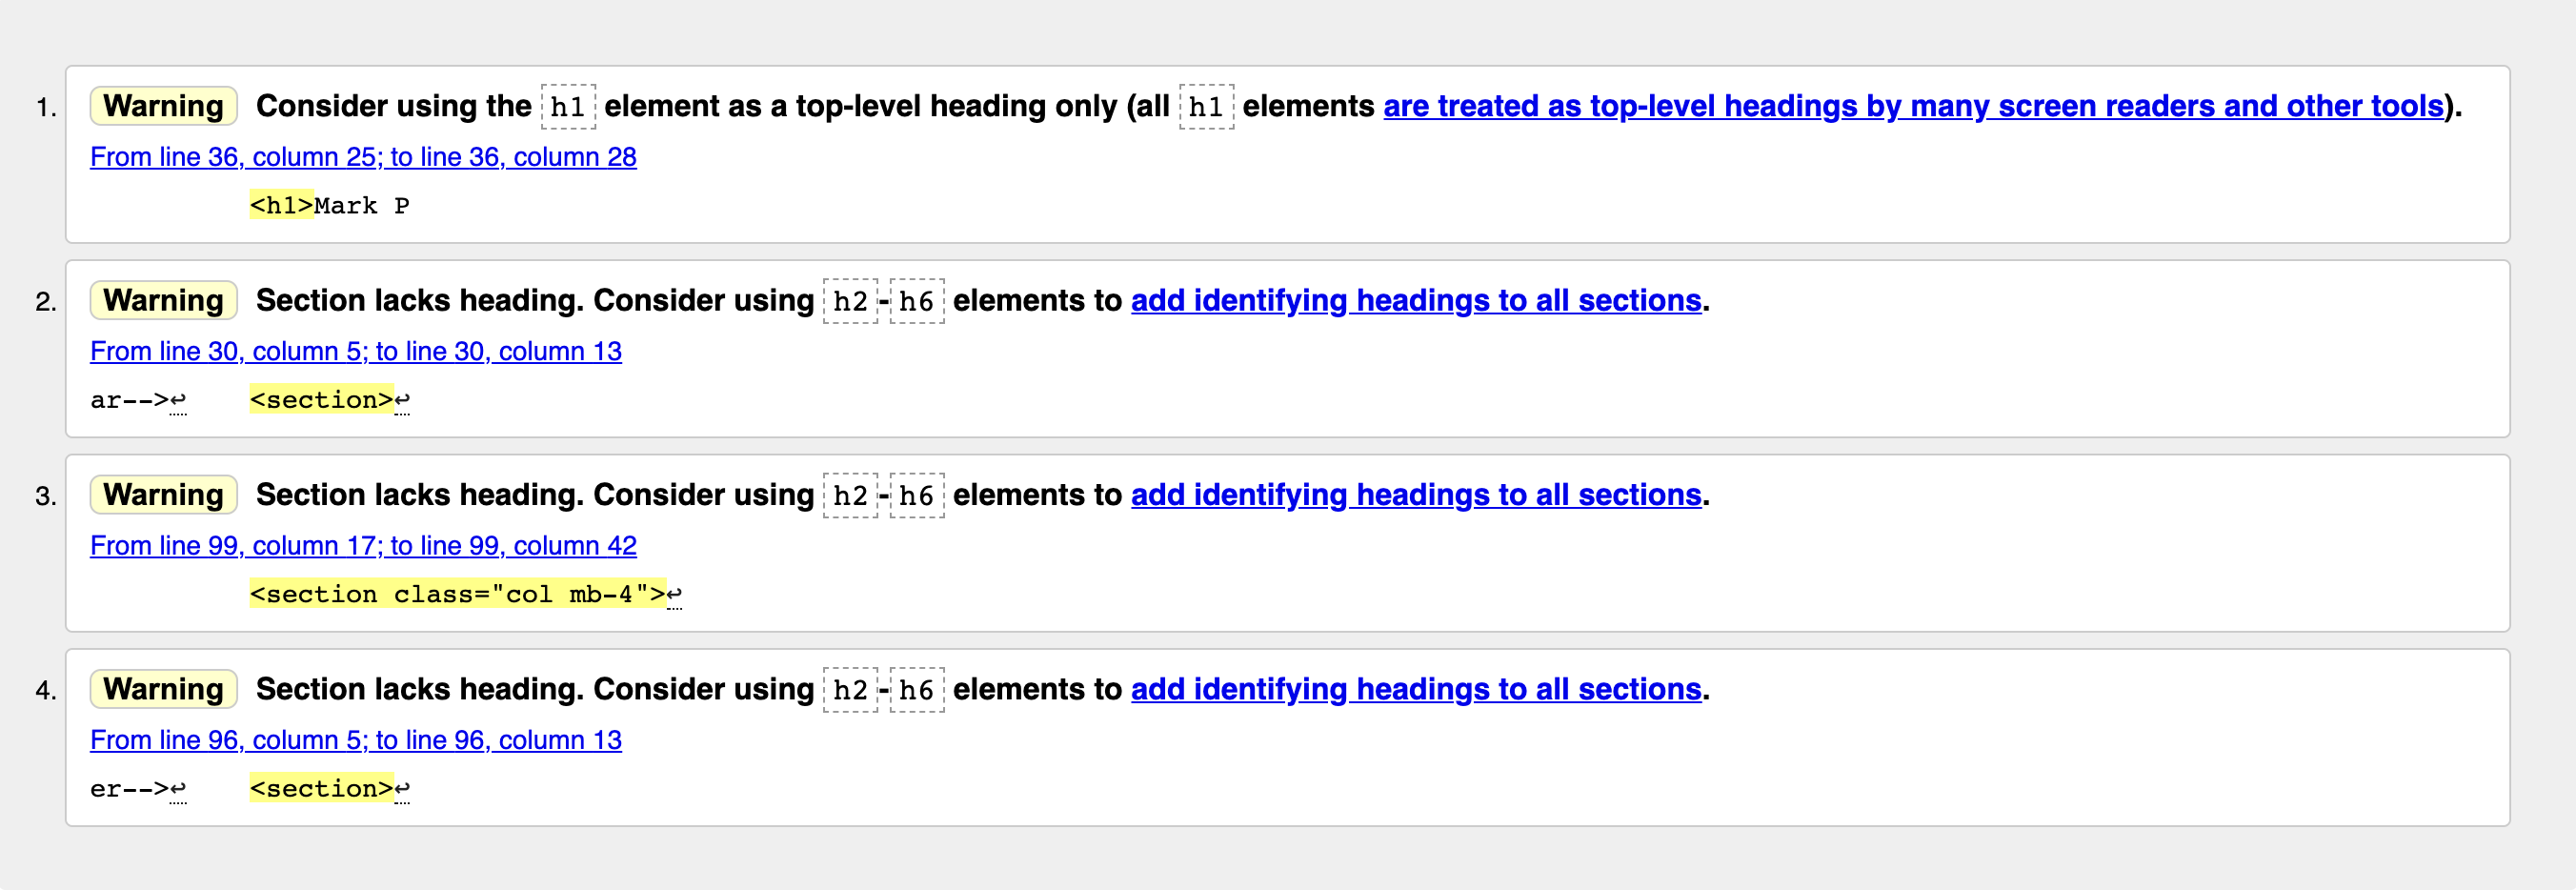 1. Warning Consider using the h1 element as a top-level heading only (all h1 elements are treated as top-level headings by many screen readers and other tools).
From line 36, column 25; to line 36, column 28
<h1>Mark P
2. Warning Section lacks heading. Consider using h2-h6 elements to add identifying headings to all sections.
From line 30, column 5; to line 30, column 13
ar-->↩ <section>↩
3. Warning Section lacks heading. Consider using h2-h6 elements to add identifying headings to all sections.
From line 99, column 17; to line 99, column 42
<section class="col mb-4">↩
4. Warning Section lacks heading. Consider using h2-h6 elements to add identifying headings to all sections.
From line 96, column 5; to line 96, column 13
er-->↩ <section>↩